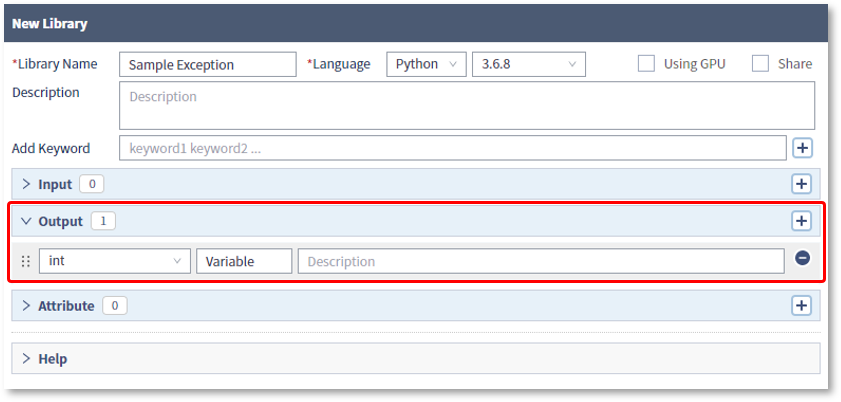 New Library
*Library Name Sample Exception *Language Python 3.6.8 Using GPU Share
Description Description
Add Keyword keyword1 keyword2 ...
Input 0
Output 1
int Variable Description
Attribute 0
Help